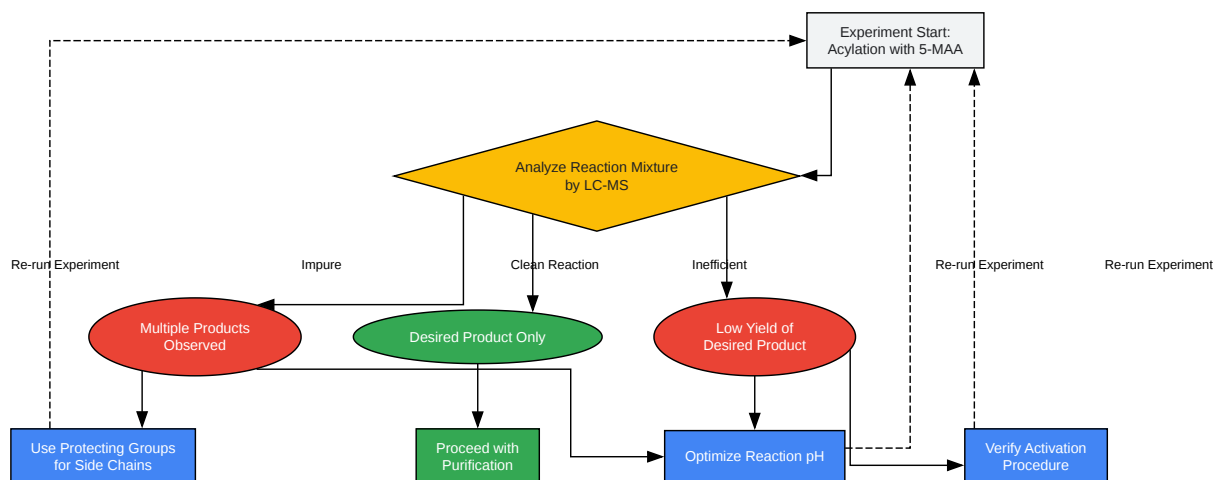 Experiment Start:
Acylation with 5-MAA
Analyze Reaction Mixture
by LC-MS
Re-run Experiment
Impure
Clean Reaction
Inefficient
Re-run Experiment
Re-run Experiment
Multiple Products
Observed
Desired Product Only
Low Yield of
Desired Product
Use Protecting Groups
for Side Chains
Proceed with
Purification
Optimize Reaction pH
Verify Activation
Procedure